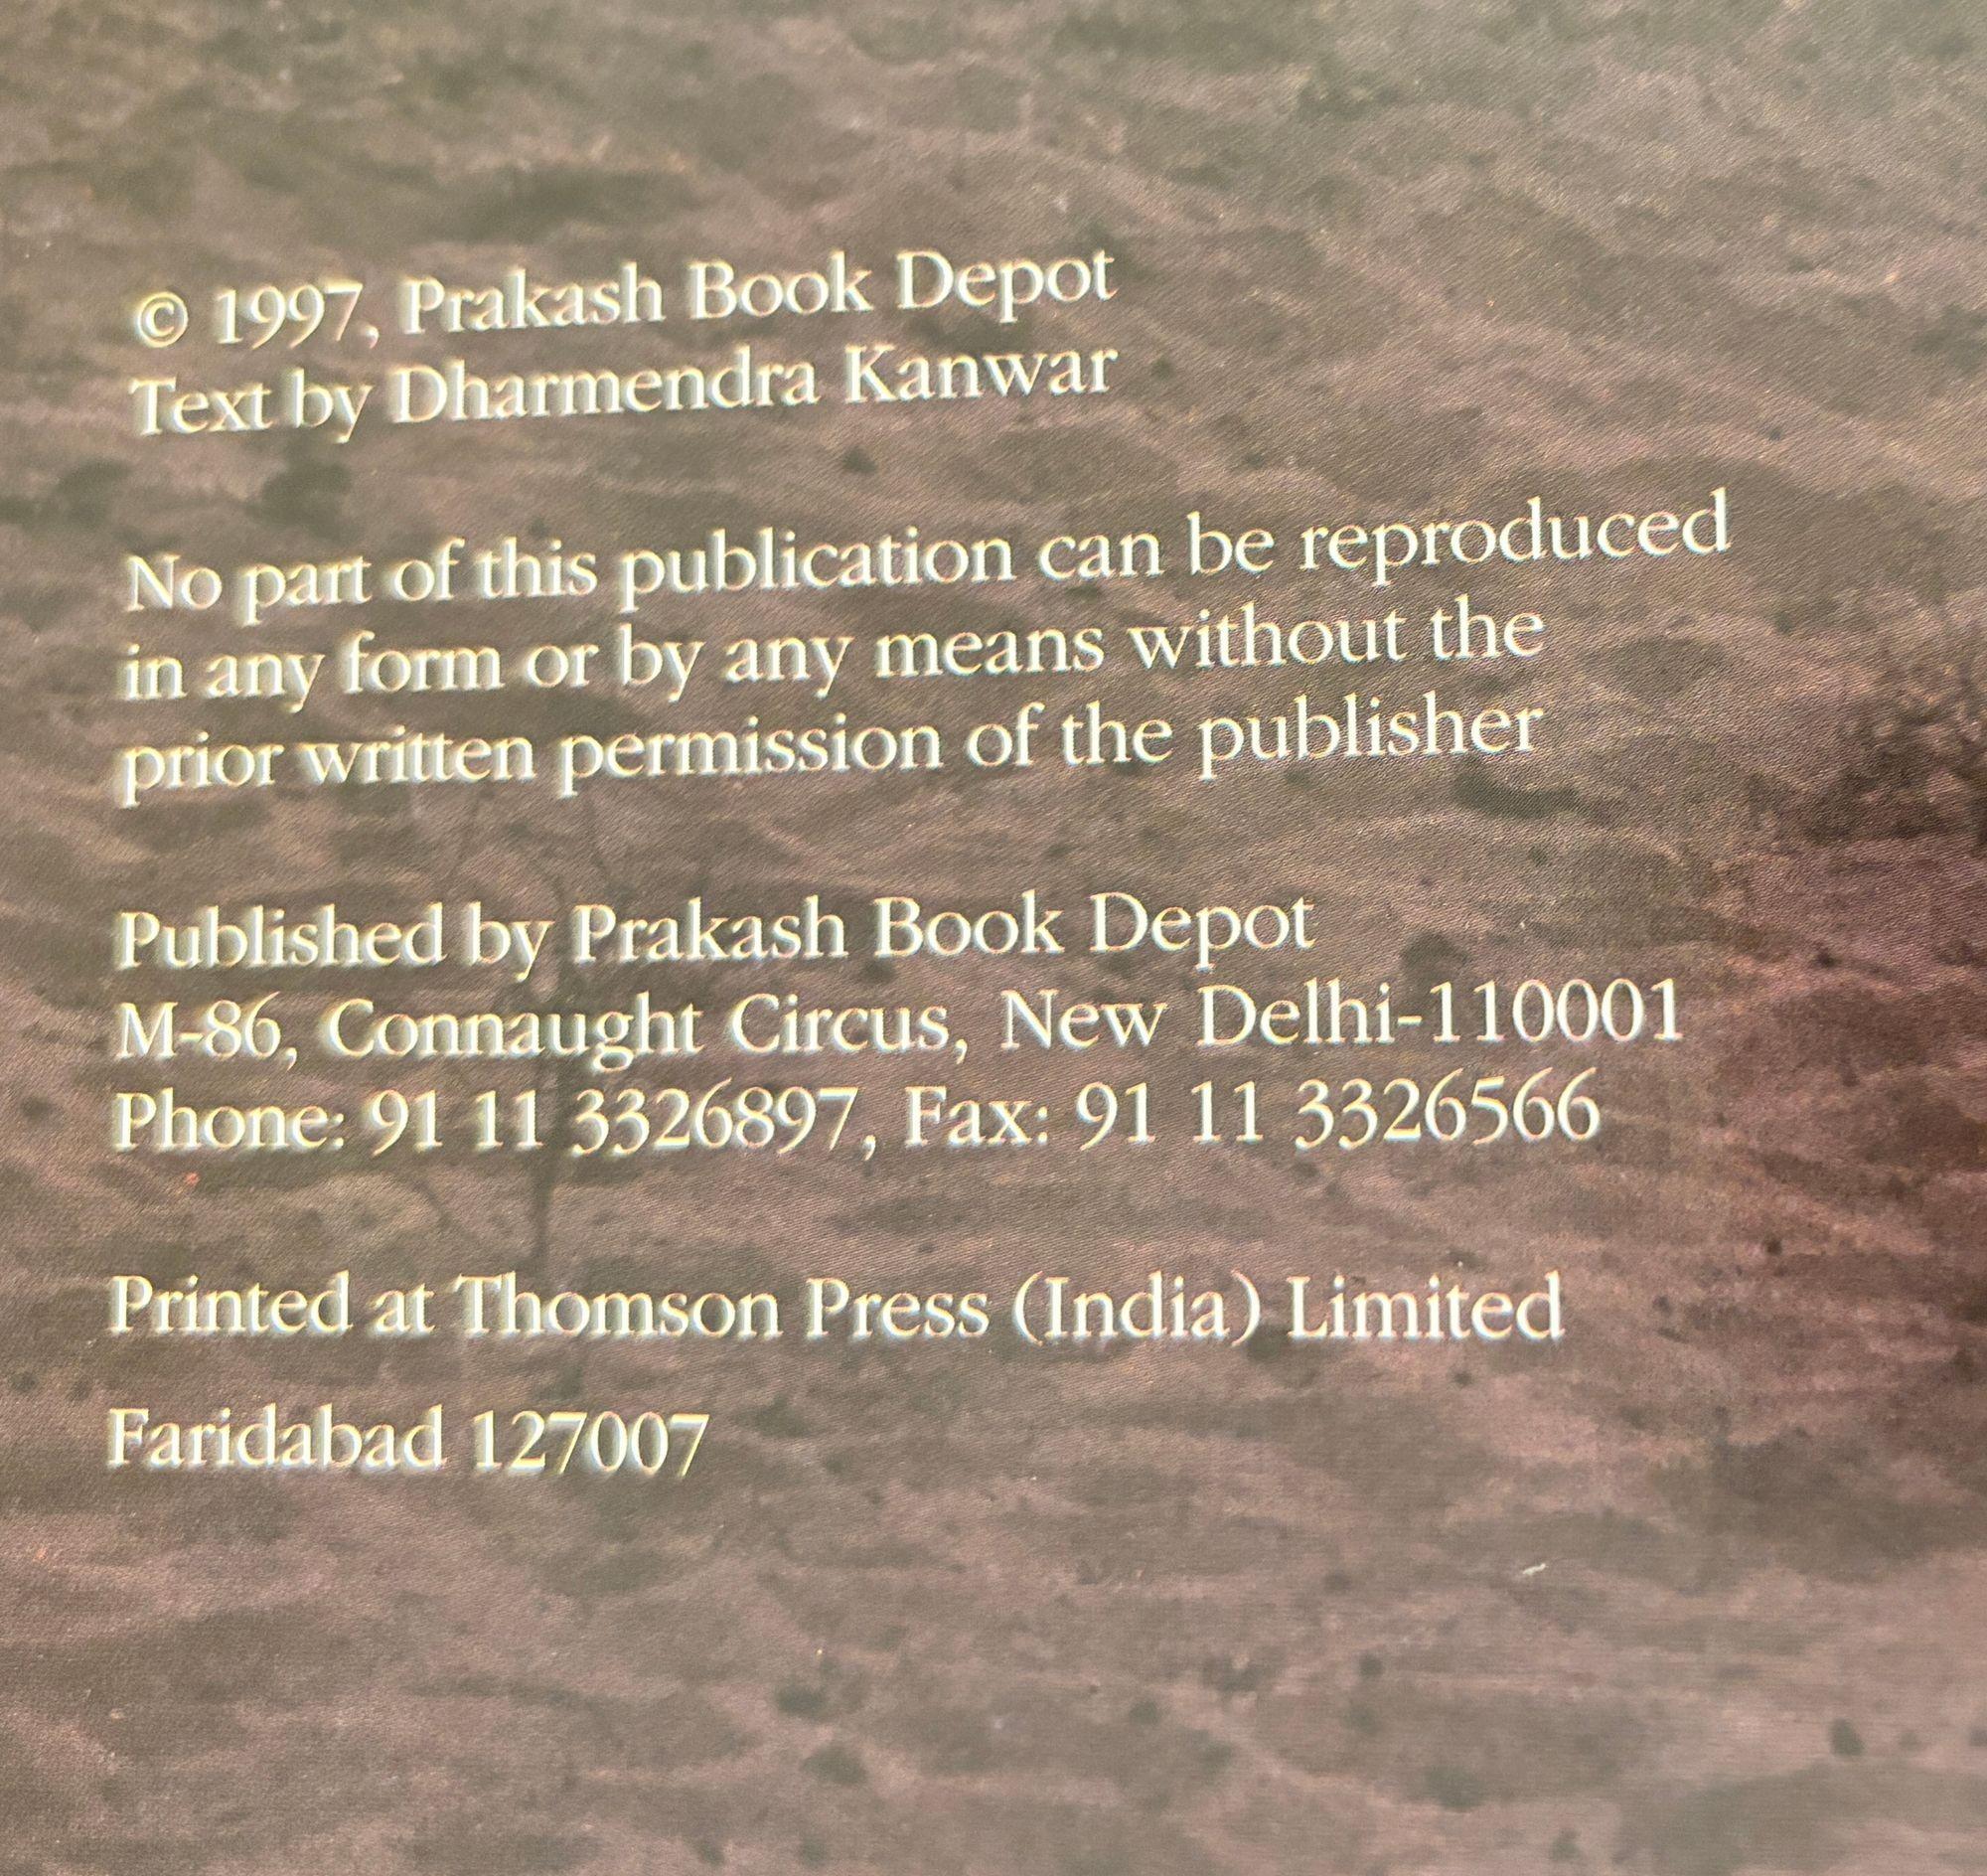 © 1997, Prakash Book Depot
Text by Dharmendra Kanwar
No part of this publication can be reproduced
in any form or by any means without the
prior written permission of the publisher
Published by Prakash Book Depot
M-86, Connaught Circus, New Delhi-110001
Phone: 91 11 3326897, Fax: 91 11 3326566
Printed at Thomson Press (India) Limited
Faridabad 127007